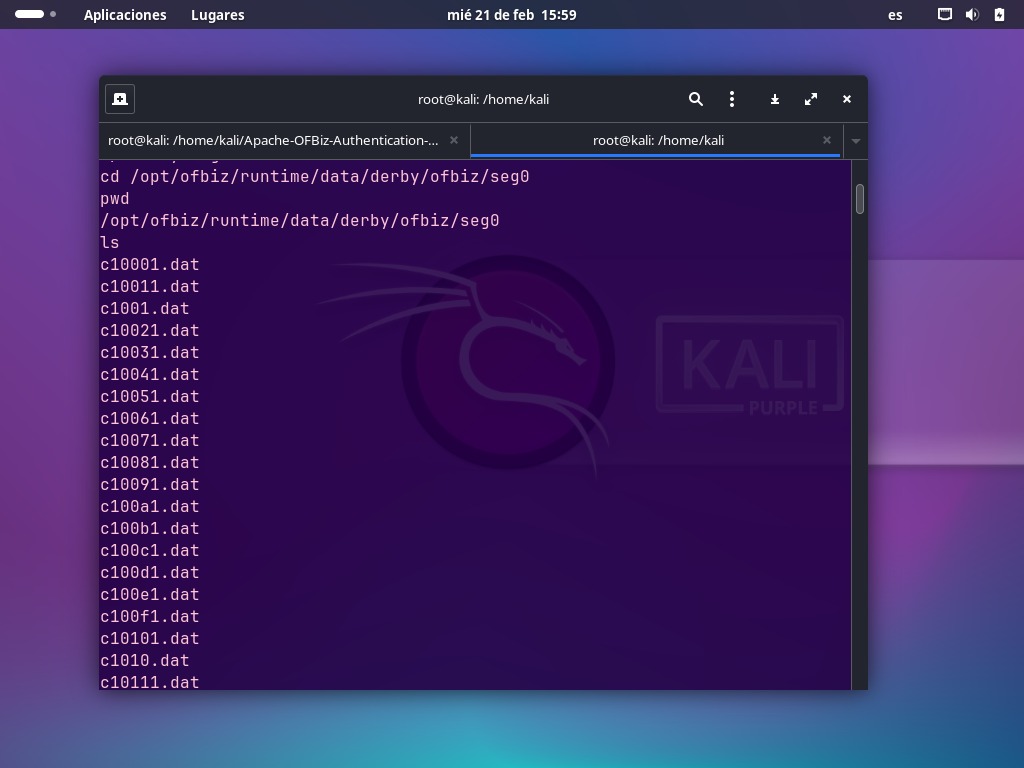 Aplicaciones Lugares mié 21 de feb 15:59 es
root@kali: /home/kali
root@kali: /home/kali/Apache-OFBiz-Authentication-... root@kali: /home/kali
cd /opt/ofbiz/runtime/data/derby/ofbiz/seg0
pwd
/opt/ofbiz/runtime/data/derby/ofbiz/seg0
ls
c10001.dat
c10011.dat
c1001.dat
c10021.dat
c10031.dat
c10041.dat
c10051.dat
c10061.dat
c10071.dat
c10081.dat
c10091.dat
c100a1.dat
c100b1.dat
c100c1.dat
c100d1.dat
c100e1.dat
c100f1.dat
c10101.dat
c1010.dat
c10111.dat
KALI
PURPLE